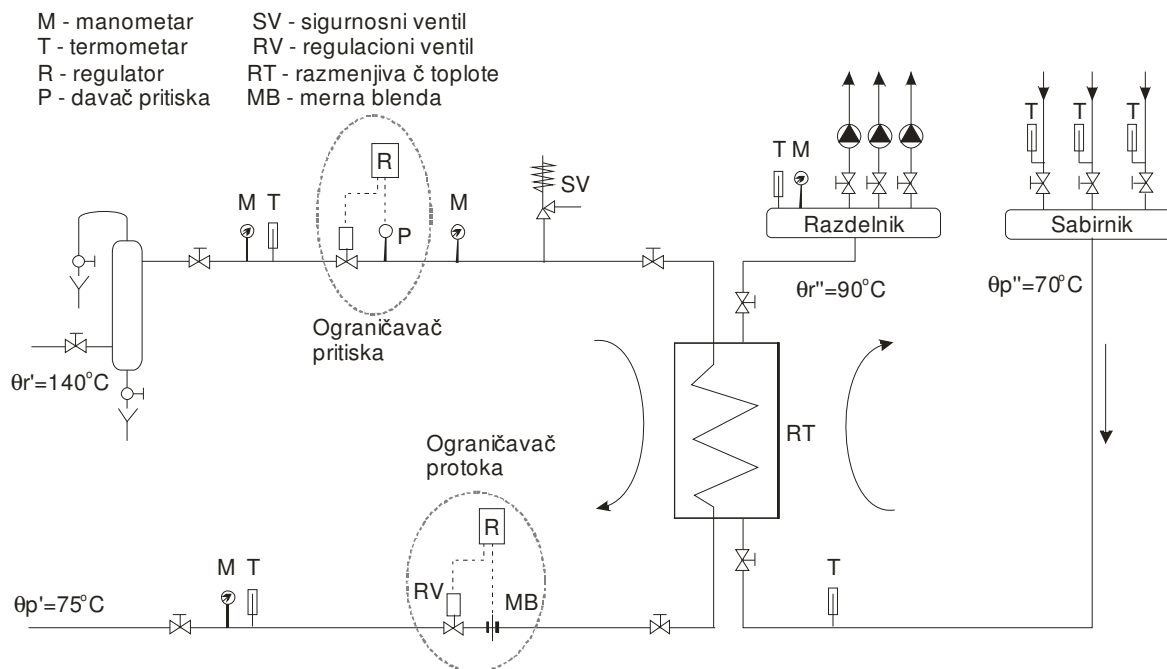 M - manometar
T - termometar
R - regulator
P - davač pritiska
SV - sigurnosni ventil
RV - regulacioni ventil
RT - razmenjiva č toplote
MB - merna blenda
R
P
M
T
M
SV
T
M
T
T
T
Razdelnik
Sabirnik
θr''=90°C
θp''=70°C
Ograničavač
pritiska
θr'=140°C
RT
Ograničavač
protoka
R
RV
MB
M
T
T
θp'=75°C